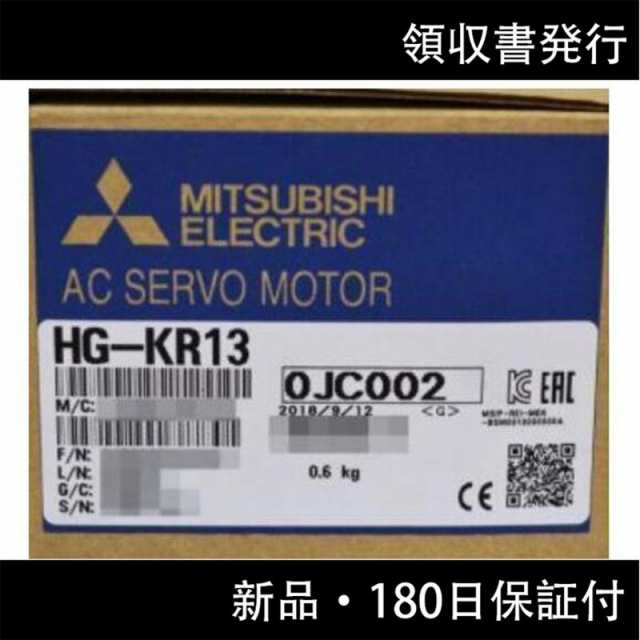 領収書発行
MITSUBISHI
ELECTRIC
AC SERVO MOTOR
HG-KR13
0JC002
EAC
M/C:
2018/9/12 <G>
F/N:
L/N:
0.6 kg
G/C:
S/N:
CE
新品・180日保証付